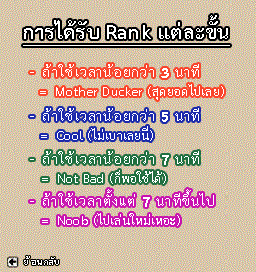 การได้รับ Rank แต่ละขั้น
- ถ้าใช้เวลาน้อยกว่า 3 นาที
= Mother Ducker (สุดยอดไปเลย)
- ถ้าใช้เวลาน้อยกว่า 5 นาที
= Cool (ไม่เบาเลยนี่)
- ถ้าใช้เวลาน้อยกว่า 7 นาที
= Not Bad (ก็พอใช้ได้)
- ถ้าใช้เวลาตั้งแต่ 7 นาทีขึ้นไป
= Noob (ไปเล่นใหม่เหอะ)
ย้อนกลับ